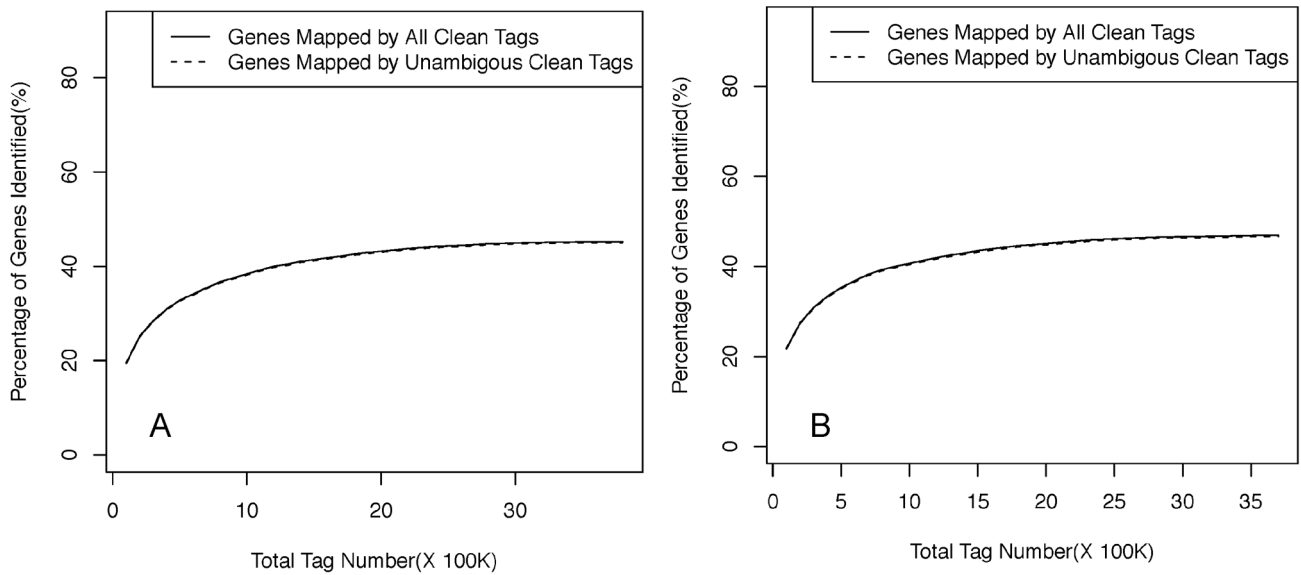 Genes Mapped by All Clean Tags
Genes Mapped by Unambigous Clean Tags
Percentage of Genes Identified(%)
80
60
40
20
0
A
0 10 20 30
Total Tag Number(X 100K)
Genes Mapped by All Clean Tags
Genes Mapped by Unambigous Clean Tags
Percentage of Genes Identified(%)
80
60
40
20
0
B
0 5 10 15 20 25 30 35
Total Tag Number(X 100K)